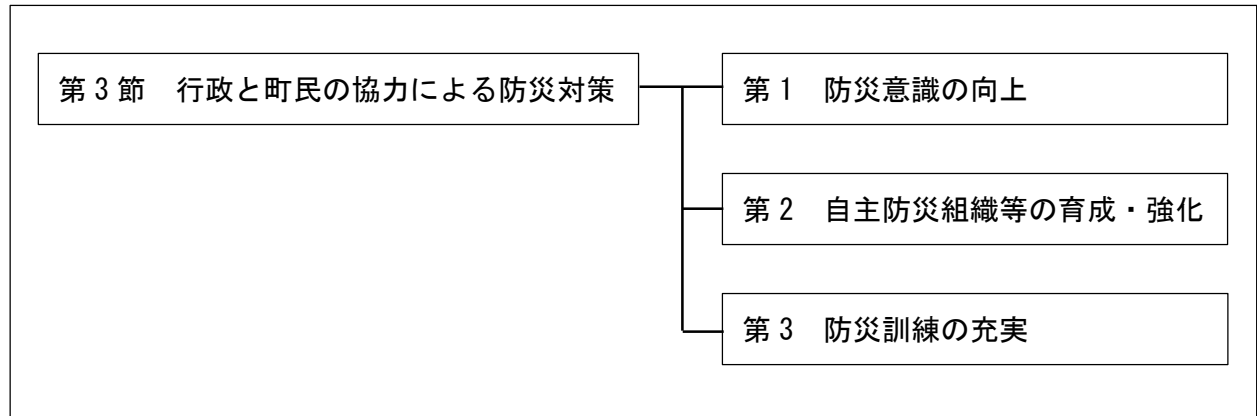 第３節　行政と町民の協力による防災対策
第１　防災意識の向上
第２　自主防災組織等の育成・強化
第３　防災訓練の充実